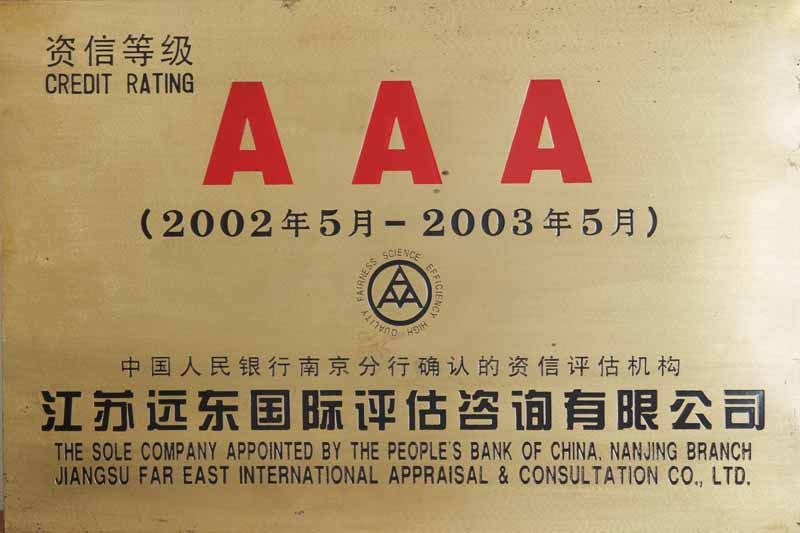 资信等级
CREDIT RATING
AAA
(2002年5月-2003年5月)
FAIRNESS SCIENCE EFFICIENCY HIGH QUALITY
中国人民银行南京分行确认的资信评估机构
江苏远东国际评估咨询有限公司
THE SOLE COMPANY APPOINTED BY THE PEOPLE'S BANK OF CHINA, NANJING BRANCH
JIANGSU FAR EAST INTERNATIONAL APPRAISAL & CONSULTATION CO., LTD.